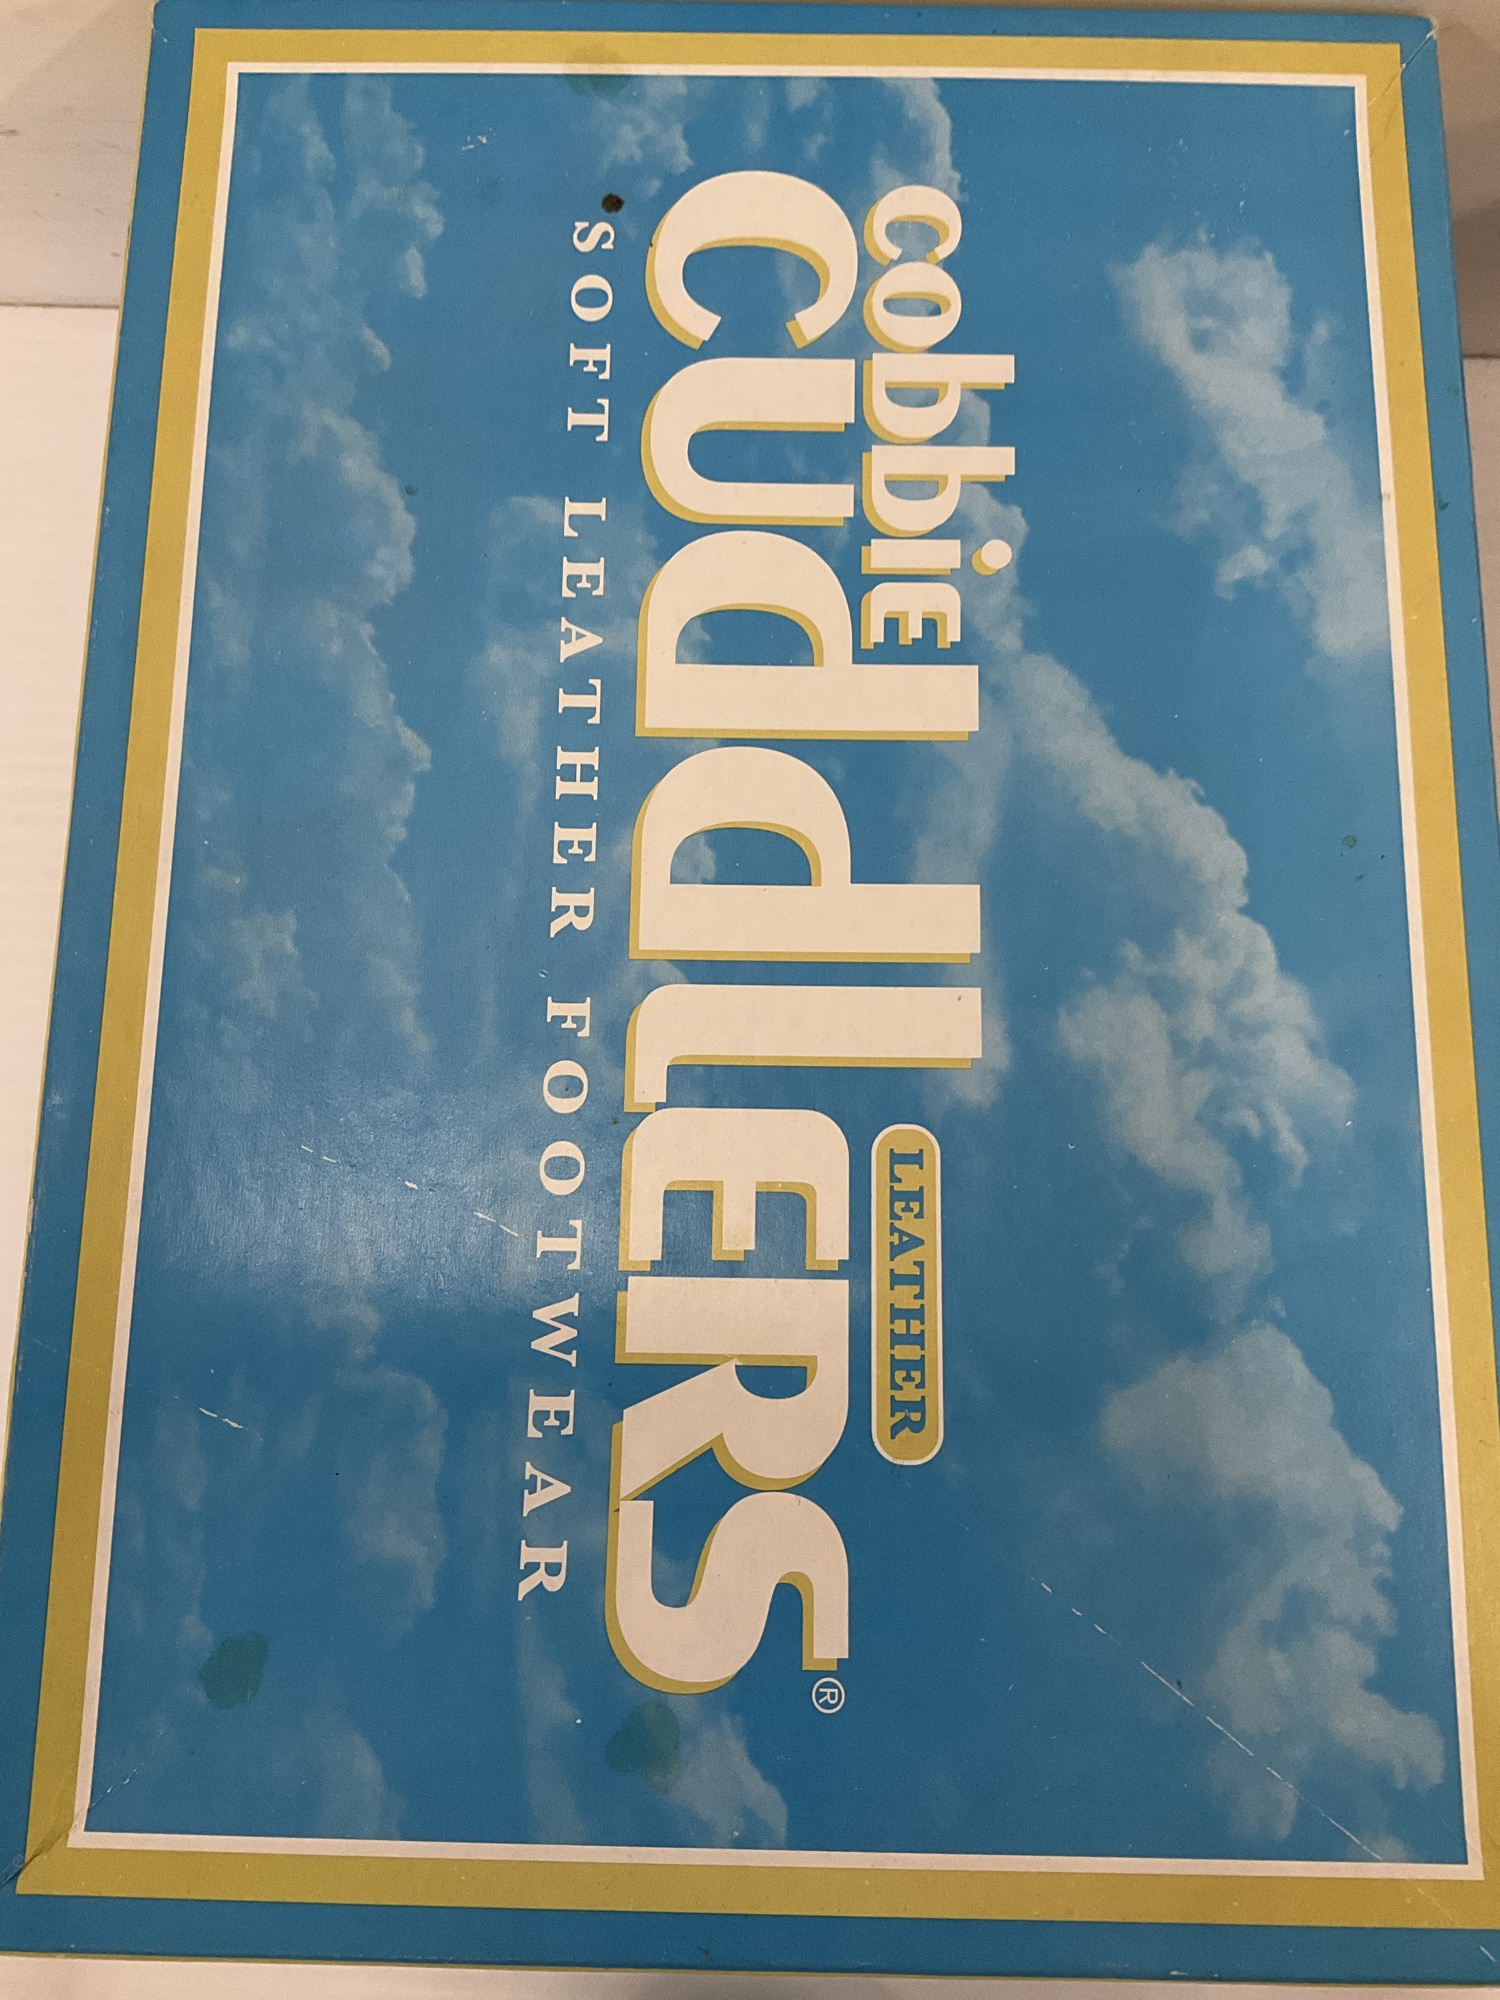 cobbiE
LEATHER
CUddlERS®
SOFT LEATHER FOOTWEAR